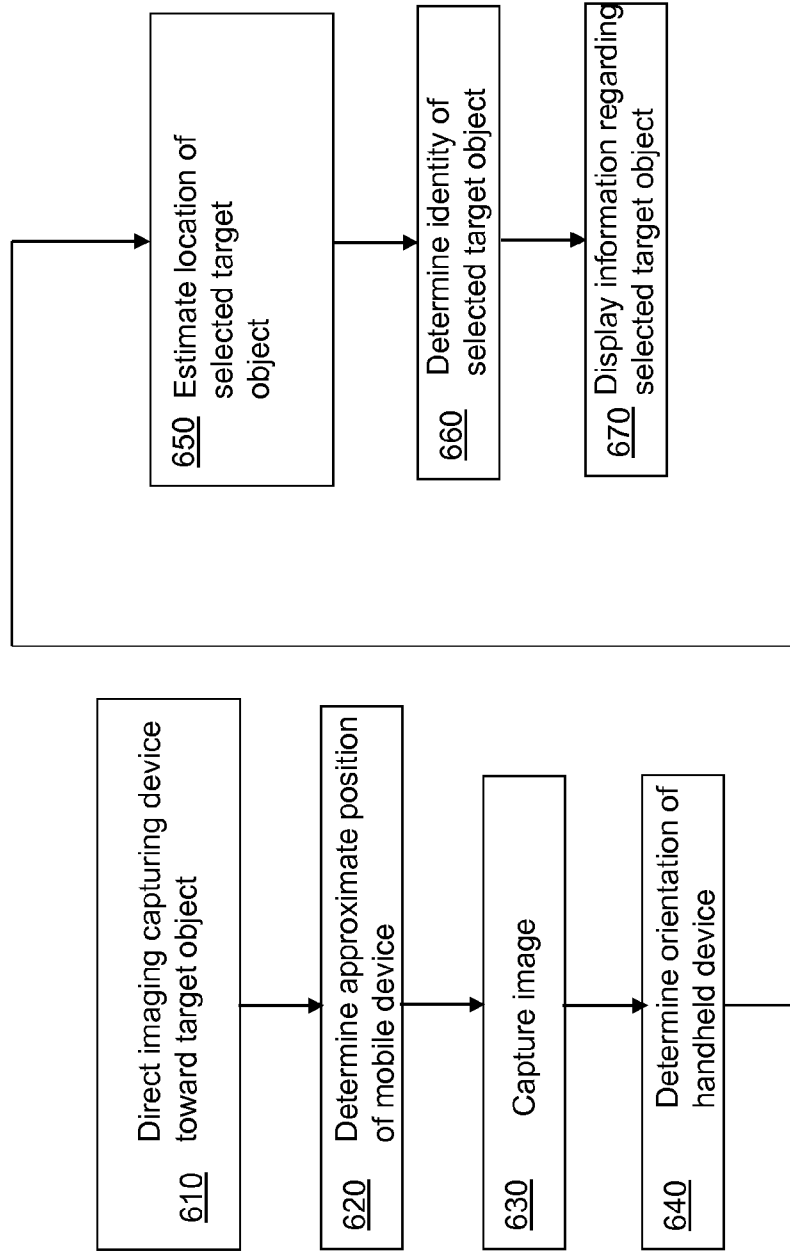 610 Direct imaging capturing device
toward target object
620 Determine approximate position
of mobile device
630 Capture image
640 Determine orientation of
handheld device
650 Estimate location of
selected target
object
660 Determine identity of
selected target object
670 Display information regarding
selected target object